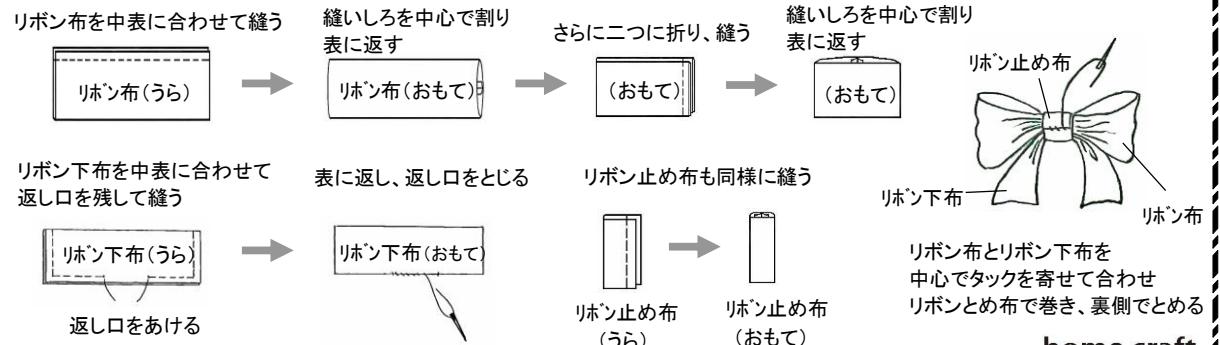 リボン布を中表に合わせて縫う
リボン布(うら)
縫いしろを中心で割り
表に返す
リボン布(おもて)
さらに二つに折り、縫う
(おもて)
縫いしろを中心で割り
表に返す
(おもて)
リボン下布を中表に合わせて
返し口を残して縫う
リボン下布(うら)
返し口をあける
表に返し、返し口をとじる
リボン下布(おもて)
リボン止め布も同様に縫う
リボン止め布
(うら)
リボン止め布
(おもて)
リボン止め布
リボン下布
リボン布
リボン布とリボン下布を
中心でタックを寄せて合わせ
リボンとめ布で巻き、裏側でとめる
home craft